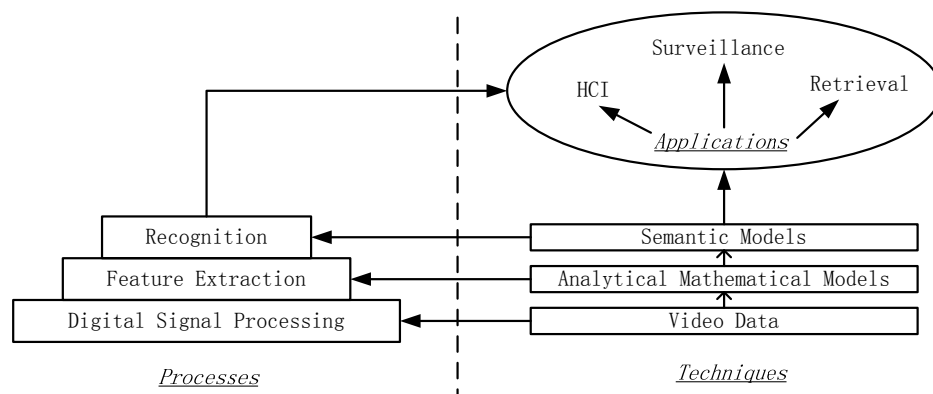 Surveillance
HCI
Retrieval
Applications
Recognition
Semantic Models
Feature Extraction
Analytical Mathematical Models
Digital Signal Processing
Video Data
Processes
Techniques